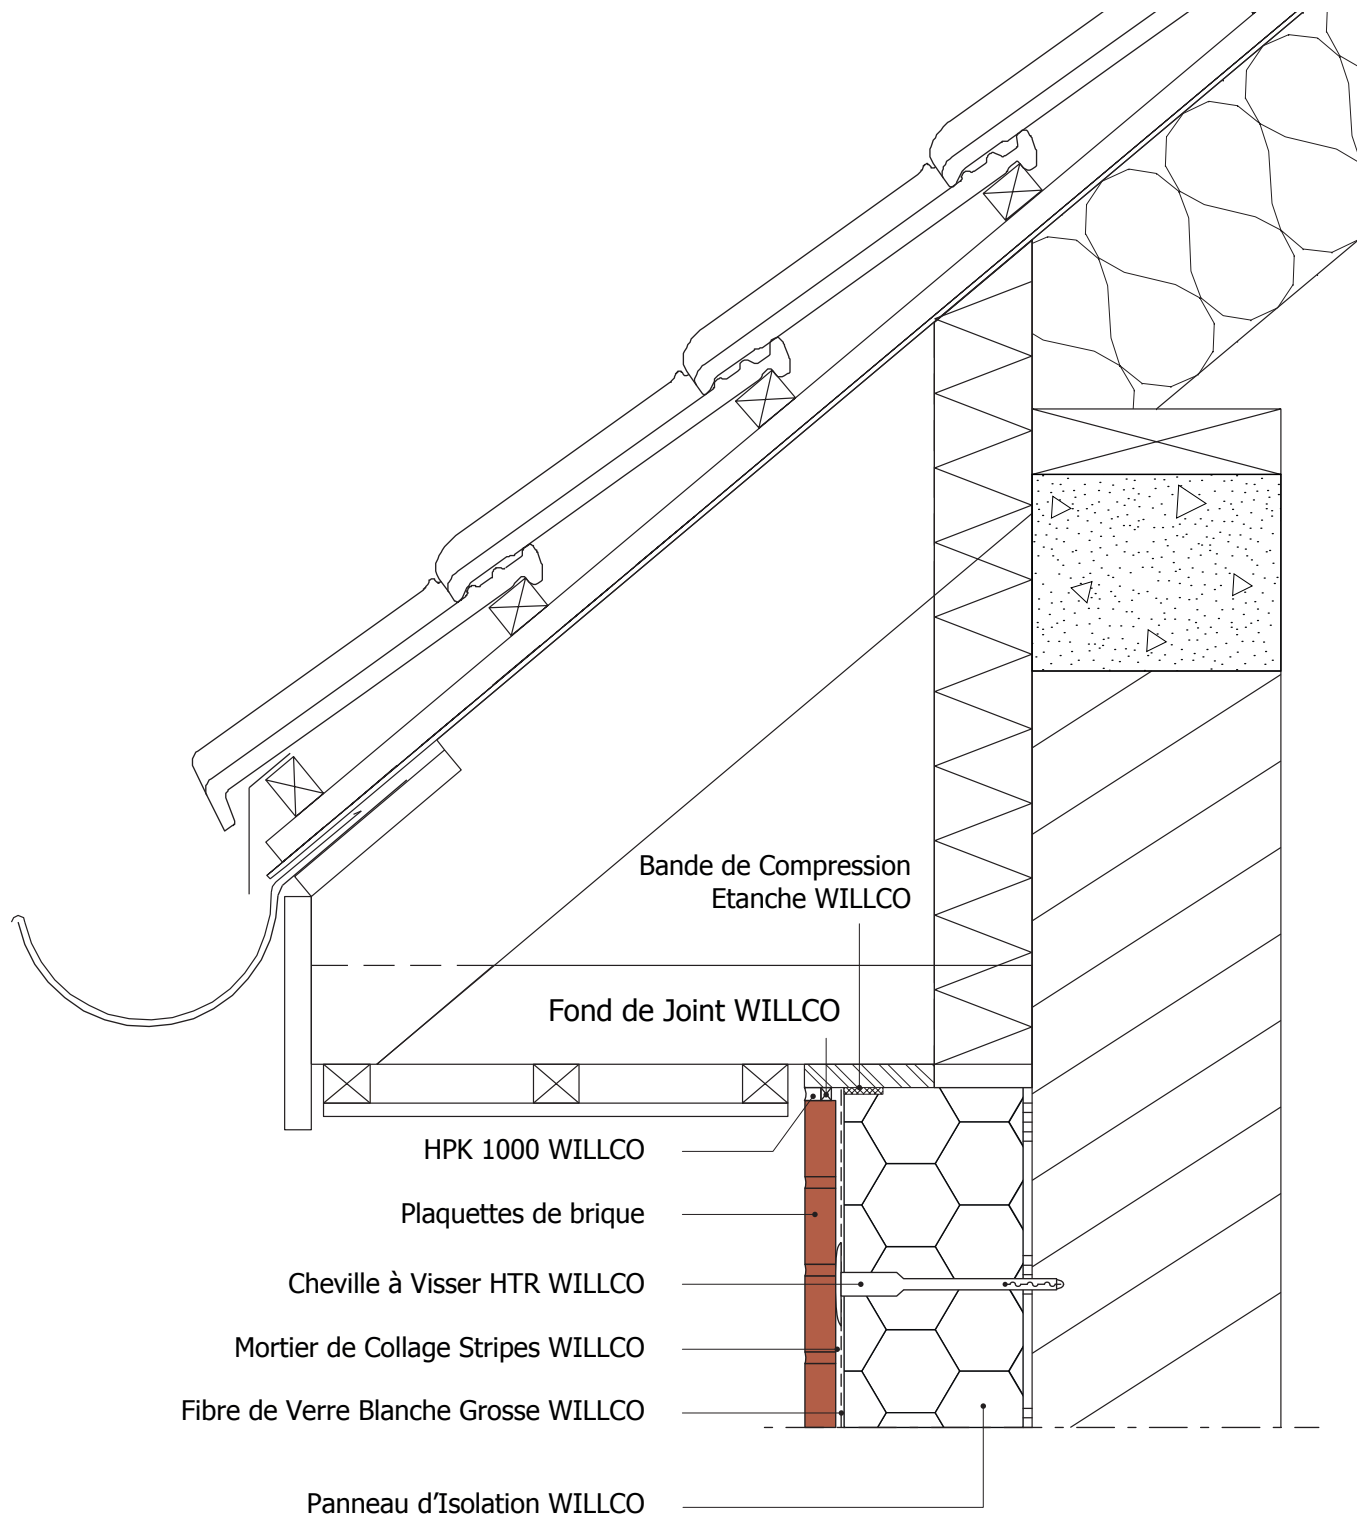 Bande de Compression
Etanche WILLCO
Fond de Joint WILLCO
HPK 1000 WILLCO
Plaquettes de brique
Cheville à Visser HTR WILLCO
Mortier de Collage Stripes WILLCO
Fibre de Verre Blanche Grosse WILLCO
Panneau d’Isolation WILLCO